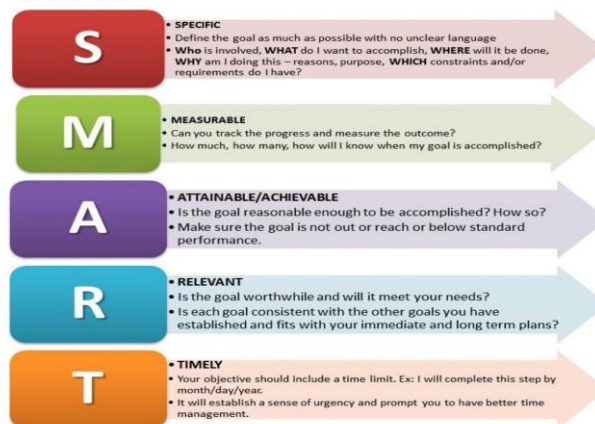 S
• SPECIFIC
• Define the goal as much as possible with no unclear language
• Who is involved, WHAT do I want to accomplish, WHERE will it be done,
WHY am I doing this – reasons, purpose, WHICH constraints and/or
requirements do I have?
M
• MEASURABLE
• Can you track the progress and measure the outcome?
• How much, how many, how will I know when my goal is accomplished?
A
• ATTAINABLE/ACHIEVABLE
• Is the goal reasonable enough to be accomplished? How so?
• Make sure the goal is not out or reach or below standard
performance.
R
• RELEVANT
• Is the goal worthwhile and will it meet your needs?
• Is each goal consistent with the other goals you have
established and fits with your immediate and long term plans?
T
• TIMELY
• Your objective should include a time limit. Ex: I will complete this step by
month/day/year.
• It will establish a sense of urgency and prompt you to have better time
management.